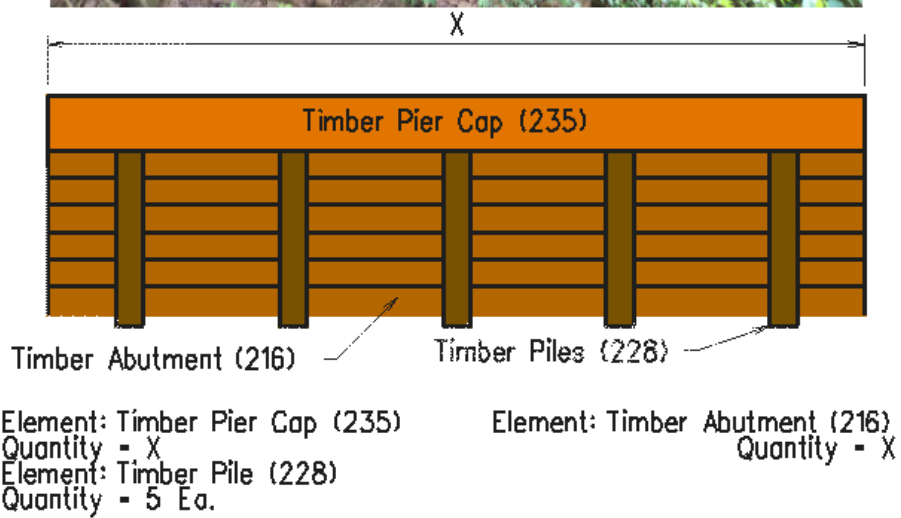 X
Timber Pier Cap (235)
Timber Abutment (216)
Timber Piles (228)
Element: Timber Pier Cap (235)
Quantity = X
Element: Timber Pile (228)
Quantity = 5 Ea.
Element: Timber Abutment (216)
Quantity = X